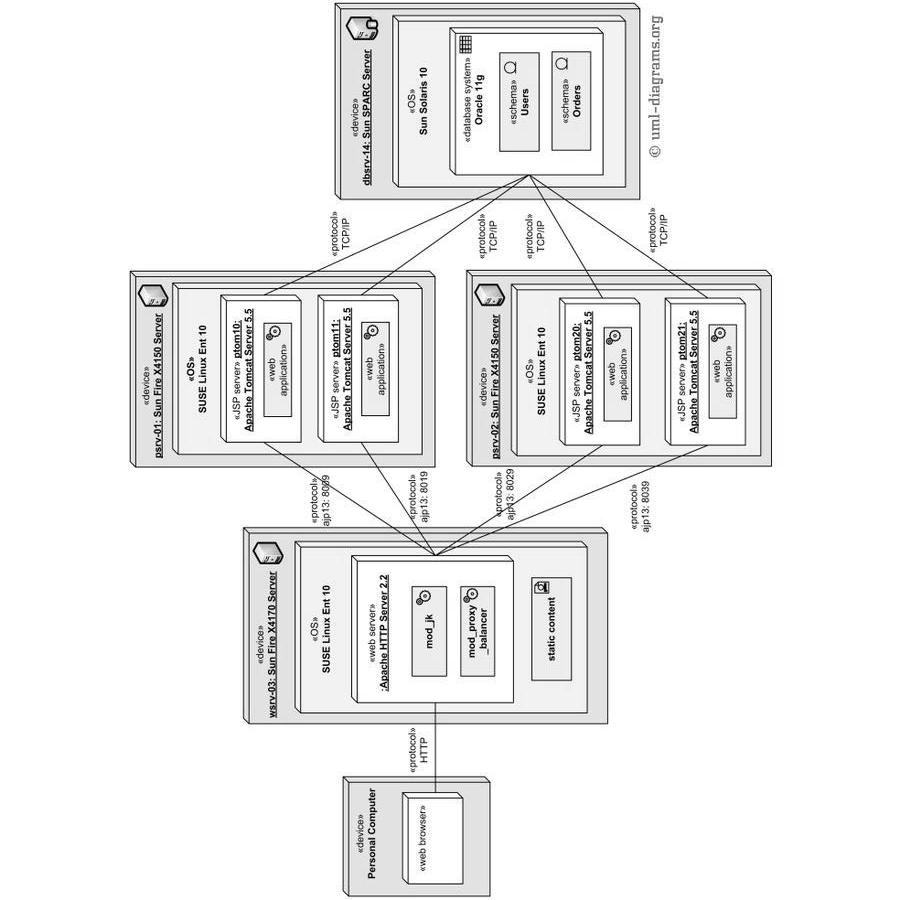 «device»
Personal Computer
«web browser»
«protocol»
HTTP
«device»
wsrv-03: Sun Fire X4170 Server
«OS»
SUSE Linux Ent 10
«web server»
:Apache HTTP Server 2.2
mod_jk
mod_proxy
_balancer
static content
«protocol»
ajp13: 8009
«protocol»
ajp13: 8019
«protocol»
ajp13: 8029
«protocol»
ajp13: 8039
«device»
psrv-01: Sun Fire X4150 Server
«OS»
SUSE Linux Ent 10
«JSP server» ptom10:
Apache Tomcat Server 5.5
«web
application»
«JSP server» ptom11:
Apache Tomcat Server 5.5
«web
application»
«device»
psrv-02: Sun Fire X4150 Server
«OS»
SUSE Linux Ent 10
«JSP server» ptom20:
Apache Tomcat Server 5.5
«web
application»
«JSP server» ptom21:
Apache Tomcat Server 5.5
«web
application»
«protocol»
TCP/IP
«protocol»
TCP/IP
«protocol»
TCP/IP
«protocol»
TCP/IP
«device»
dbsrv-14: Sun SPARC Server
«OS»
Sun Solaris 10
«database system»
Oracle 11g
«schema»
Users
«schema»
Orders
© uml-diagrams.org